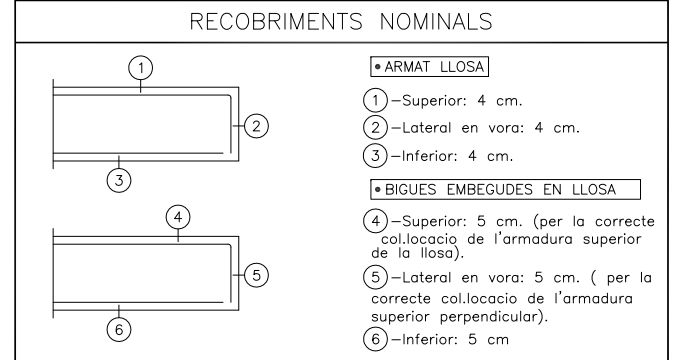 RECOBRIMENTS NOMINALS
1
2
3
• ARMAT LLOSA
1 -Superior: 4 cm.
2 -Lateral en vora: 4 cm.
3 -Inferior: 4 cm.
4
5
6
• BIGUES EMBEGUDES EN LLOSA
4 -Superior: 5 cm. (per la correcte
col.locacio de l'armadura superior
de la llosa).
5 -Lateral en vora: 5 cm. ( per la
correcte col.locacio de l'armadura
superior perpendicular).
6 -Inferior: 5 cm